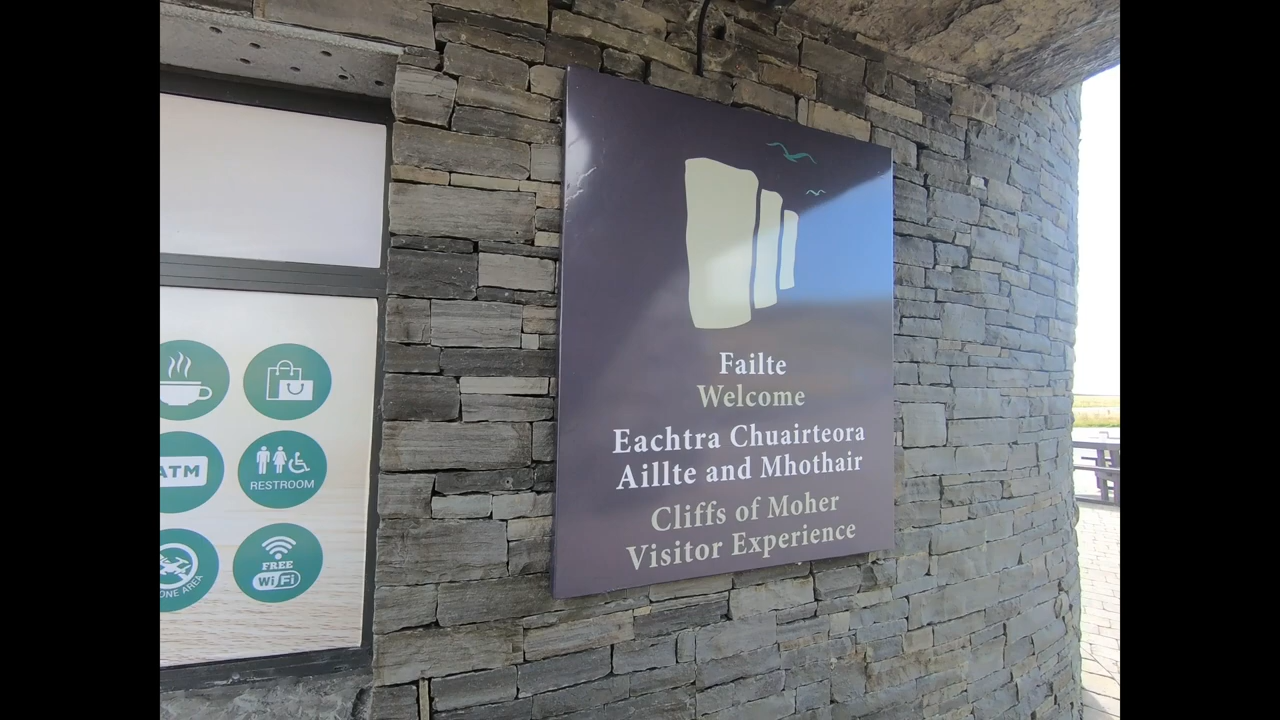 ATM
RESTROOM
ONE AREA
FREE
WiFi
Failte
Welcome
Eachtra Chuairteora
Aillte and Mhothair
Cliffs of Moher
Visitor Experience